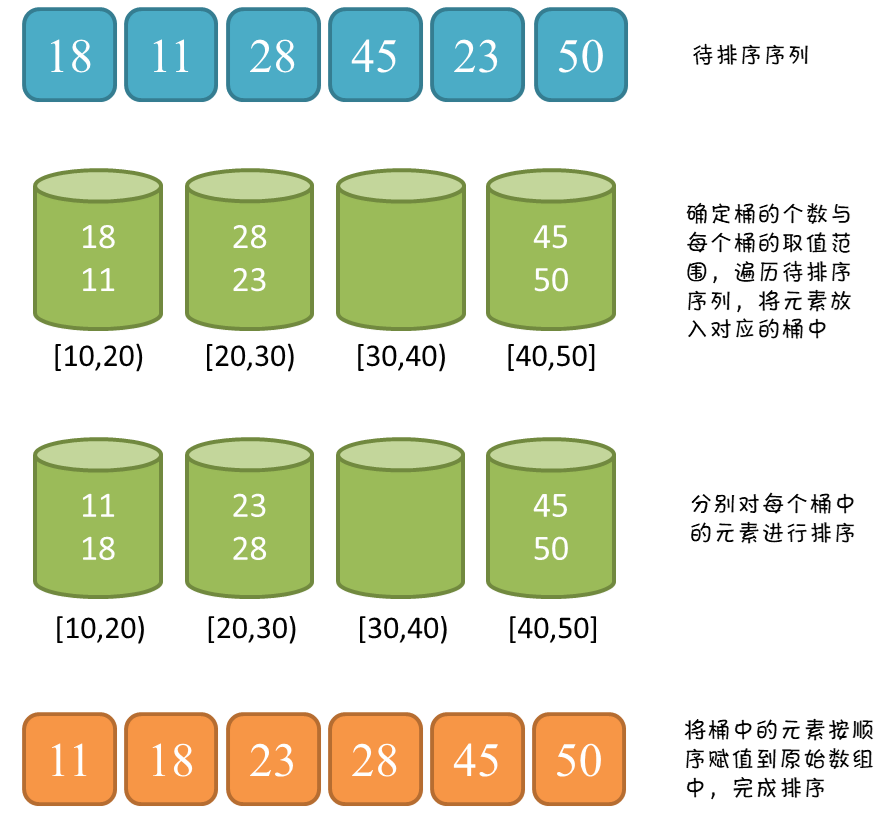 18 11 28 45 23 50
待排序序列
18 28 45
11 23 50
[10,20) [20,30) [30,40) [40,50]
确定桶的个数与
每个桶的取值范
围，遍历待排序
序列，将元素放
入对应的桶中
11 23 45
18 28 50
[10,20) [20,30) [30,40) [40,50]
分别对每个桶中
的元素进行排序
11 18 23 28 45 50
将桶中的元素按顺
序赋值到原始数组
中，完成排序